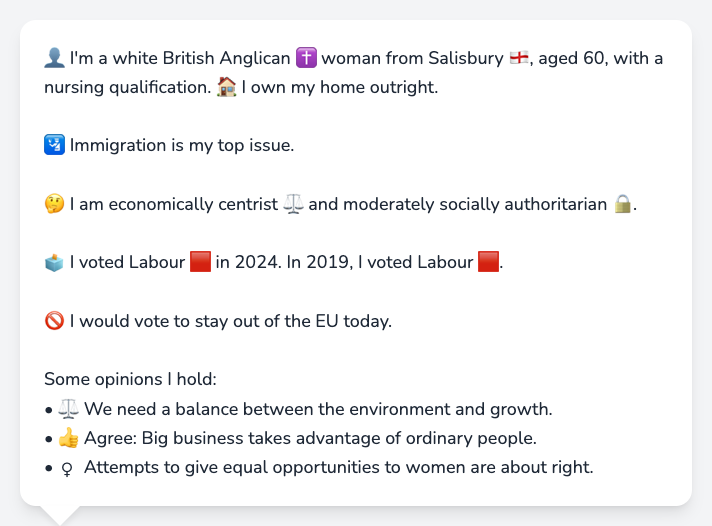 👤 I'm a white British Anglican ✝️ woman from Salisbury 🏴󠁧󠁢󠁥󠁮󠁧󠁿, aged 60, with a
nursing qualification. 🏠 I own my home outright.
🛂 Immigration is my top issue.
🤔 I am economically centrist ⚖️ and moderately socially authoritarian 🔒.
🗳️ I voted Labour 🟥 in 2024. In 2019, I voted Labour 🟥.
🚫 I would vote to stay out of the EU today.
Some opinions I hold:
• ⚖️ We need a balance between the environment and growth.
• 👍 Agree: Big business takes advantage of ordinary people.
• ♀ Attempts to give equal opportunities to women are about right.